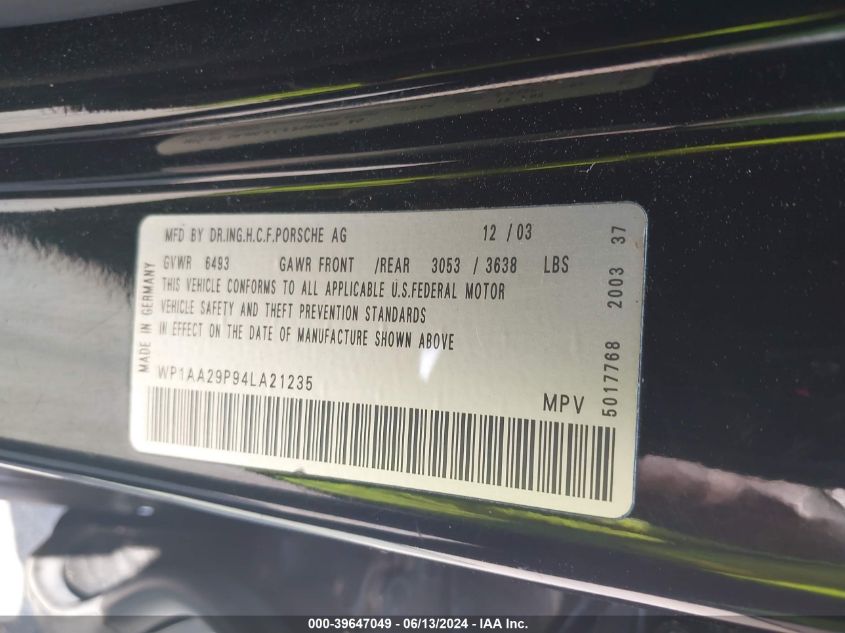 MFD BY DR.ING.H.C.F.PORSCHE AG 12 / 03
GVWR 6493 GAWR FRONT /REAR 3053 / 3638 LBS
THIS VEHICLE CONFORMS TO ALL APPLICABLE U.S.FEDERAL MOTOR
VEHICLE SAFETY AND THEFT PREVENTION STANDARDS
IN EFFECT ON THE DATE OF MANUFACTURE SHOWN ABOVE
WP1AA29P94LA21235
MPV
MADE IN GERMANY
5017768 2003 37
000-39647049 - 06/13/2024 - IAA Inc.